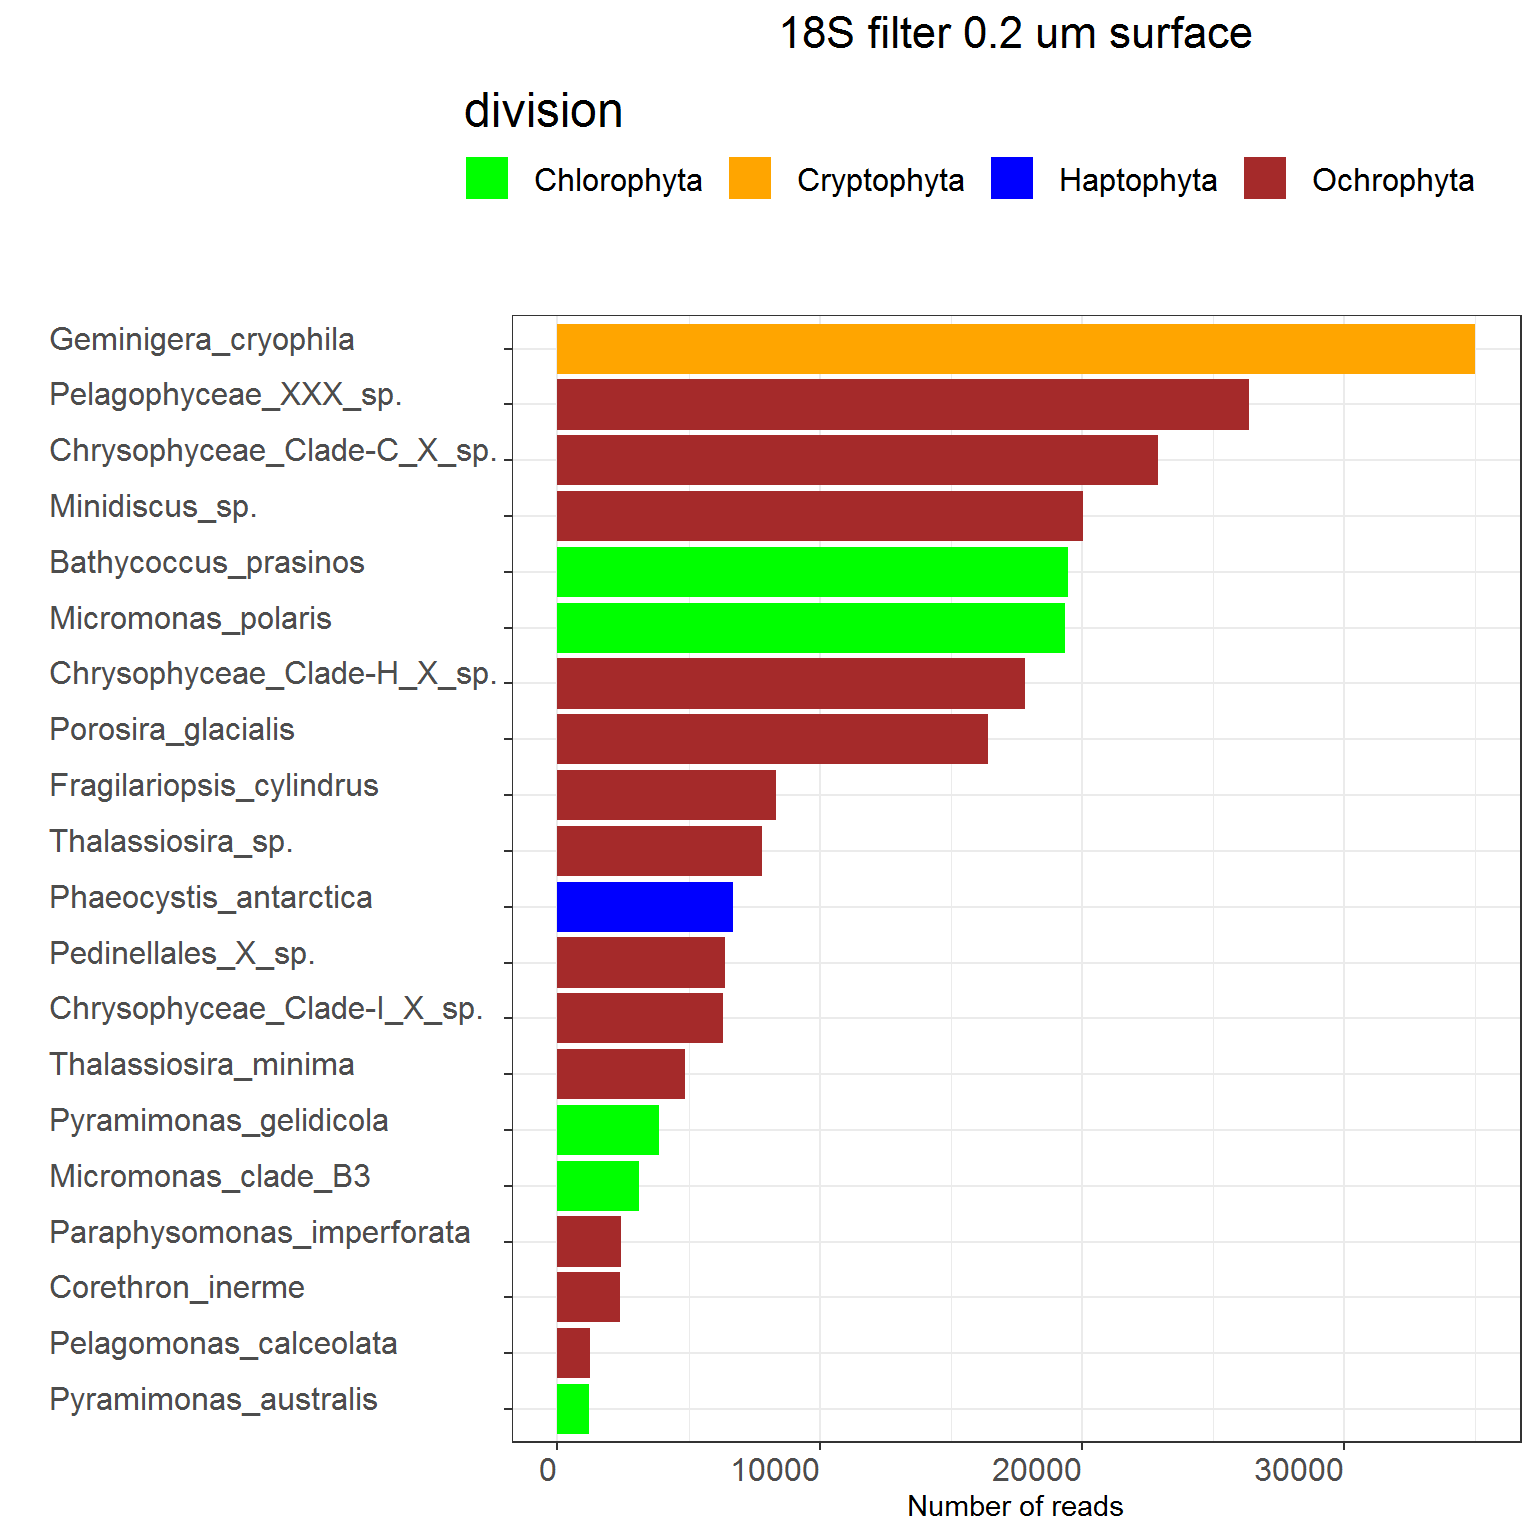 18S filter 0.2 um surface
division
Chlorophyta Cryptophyta Haptophyta Ochrophyta
Geminigera_cryophila
Pelagophyceae_XXX_sp.
Chrysophyceae_Clade-C_X_sp.
Minidiscus_sp.
Bathycoccus_prasinos
Micromonas_polaris
Chrysophyceae_Clade-H_X_sp.
Porosira_glacialis
Fragilariopsis_cylindrus
Thalassiosira_sp.
Phaeocystis_antarctica
Pedinellales_X_sp.
Chrysophyceae_Clade-I_X_sp.
Thalassiosira_minima
Pyramimonas_gelidicola
Micromonas_clade_B3
Paraphysomonas_imperforata
Corethron_inerme
Pelagomonas_calceolata
Pyramimonas_australis
0 10000 20000 30000
Number of reads